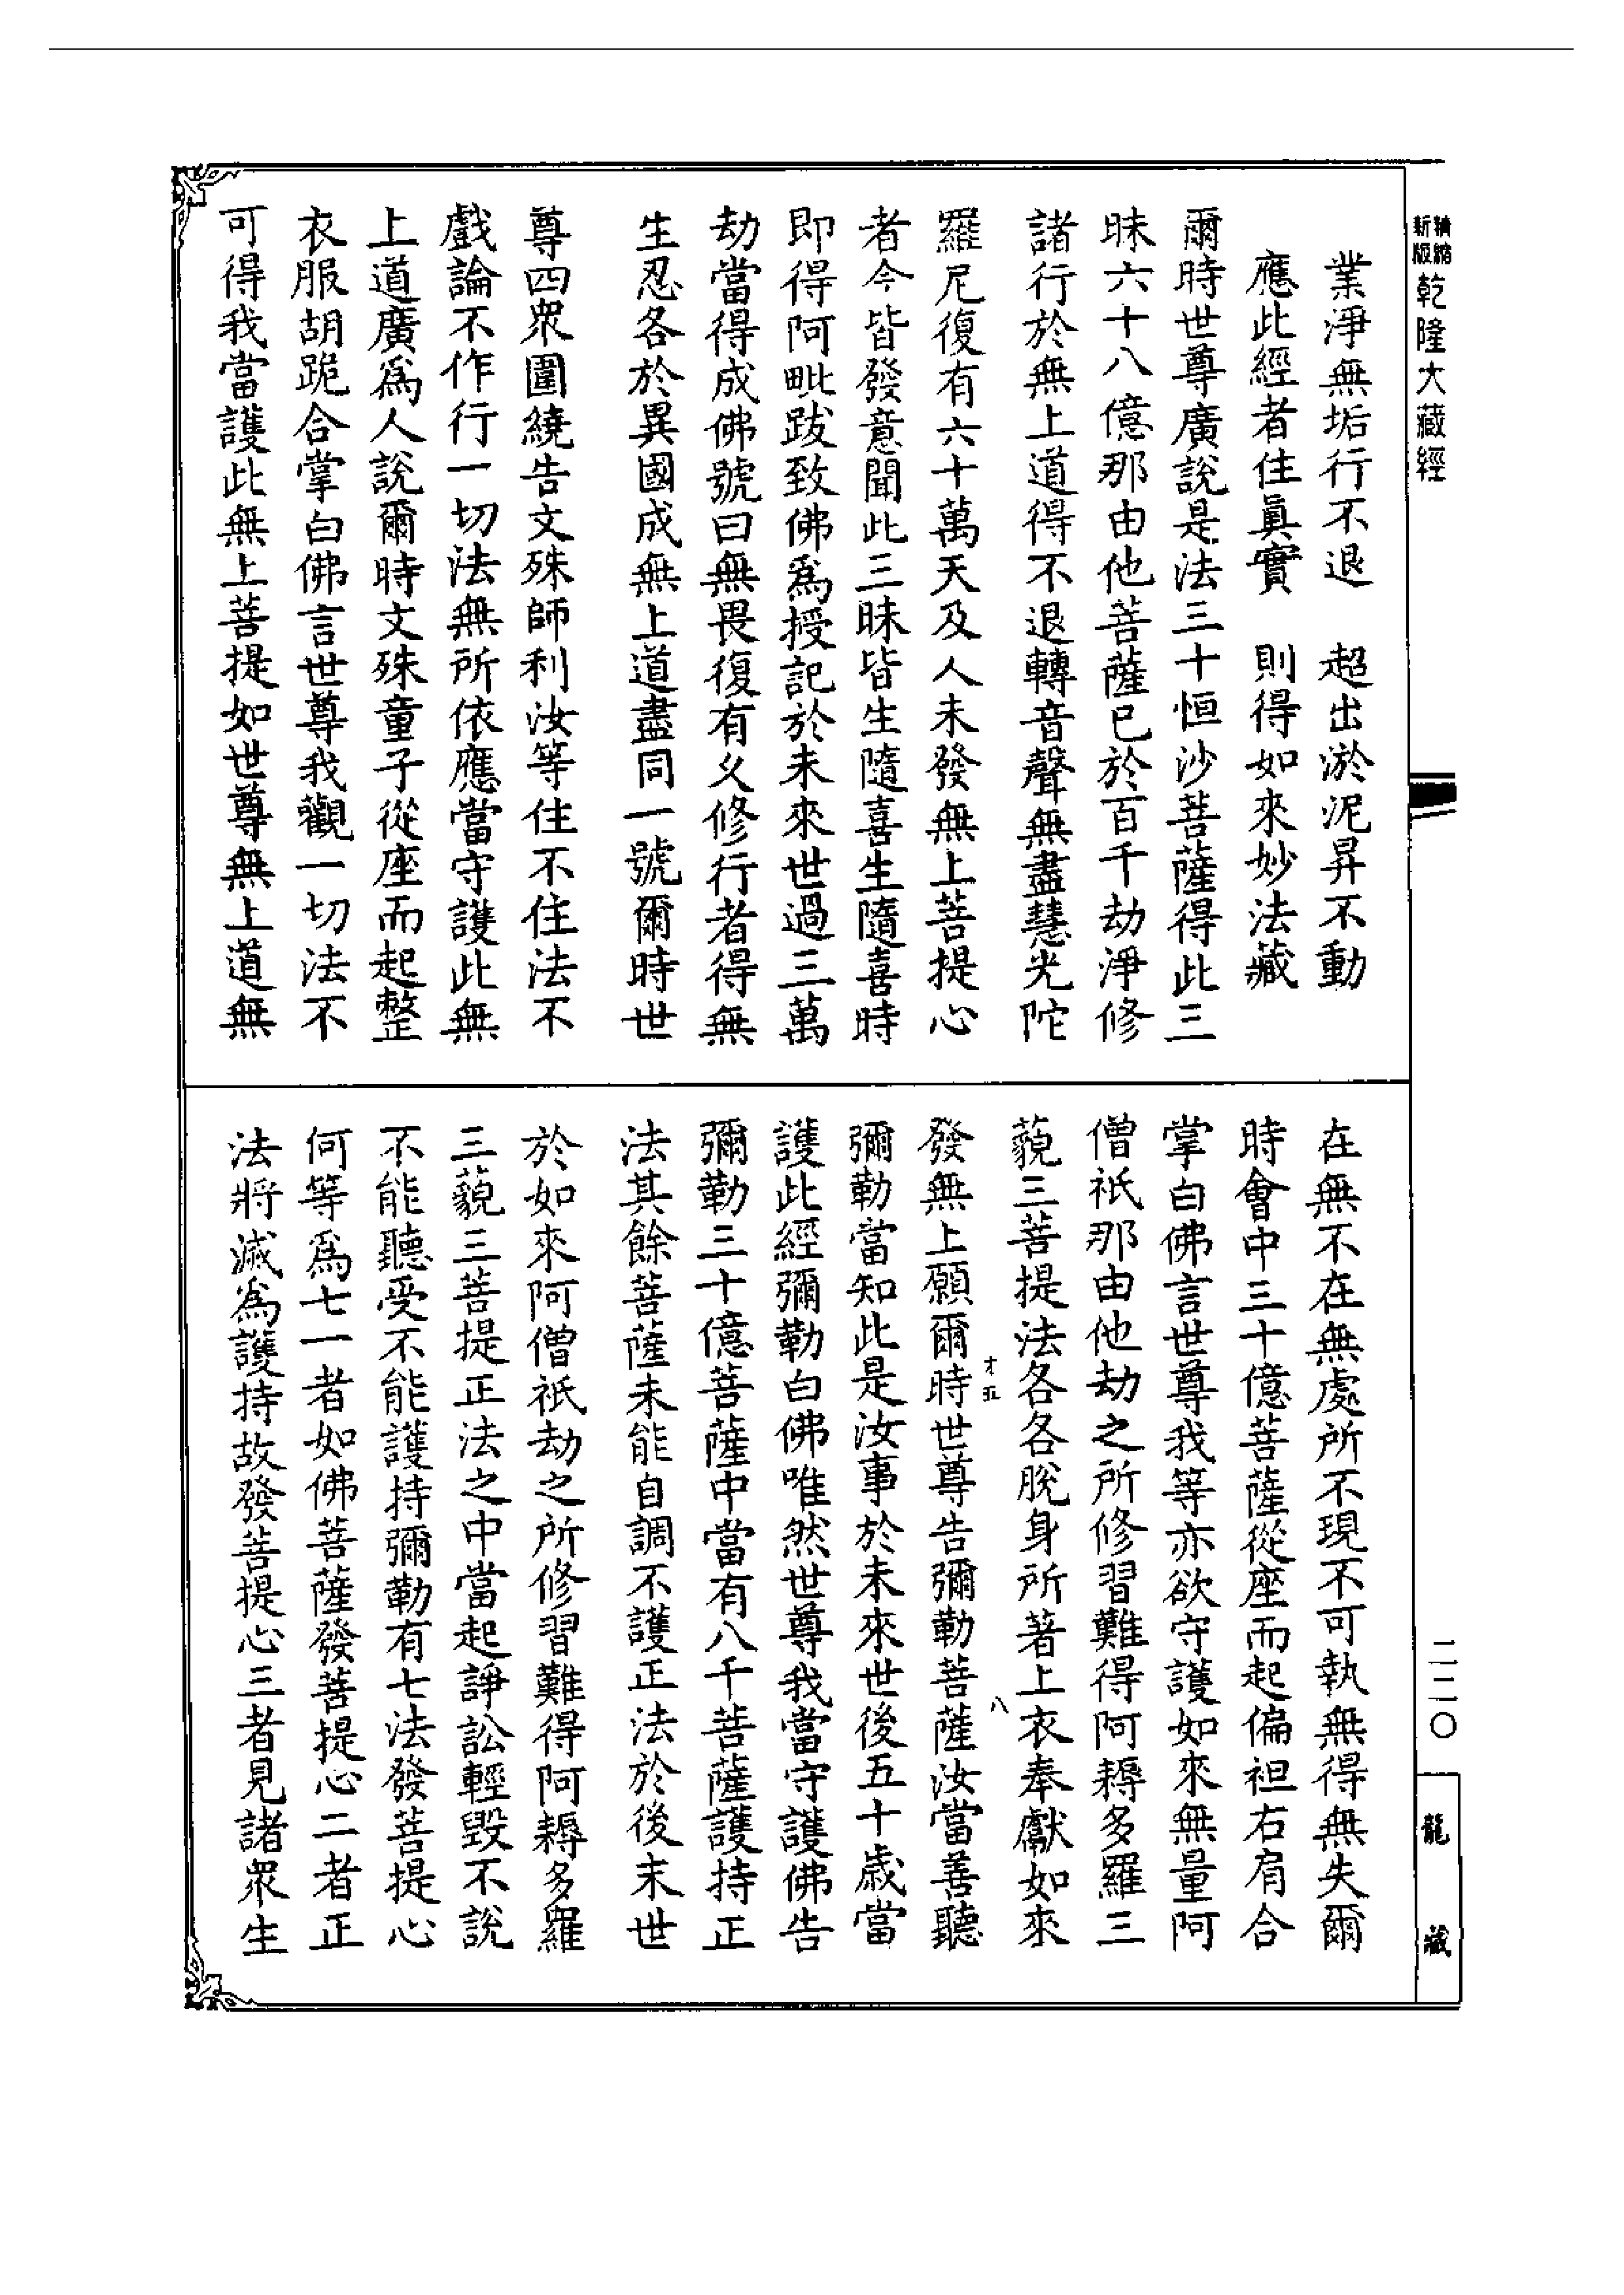 精縮新版乾隆大藏經
業淨無垢行不退　超出淤泥昇不動
應此經者住眞實　則得如來妙法藏
爾時世尊廣說是法三十恒沙菩薩得此三
昧六十八億那由他菩薩已於百千劫淨修
諸行於無上道得不退轉音聲無盡慧光陀
羅尼復有六十萬天及人未發無上菩提心
者今皆發意聞此三昧皆生隨喜生隨喜時
即得阿毗跋致佛爲授記於未來世過三萬
劫當得成佛號曰無畏復有久修行者得無
生忍各於異國成無上道盡同一號爾時世
尊四衆圍繞告文殊師利汝等住不住法不
戲論不作行一切法無所依應當守護此無
上道廣爲人說爾時文殊童子從座而起整
衣服胡跪合掌白佛言世尊我觀一切法不
可得我當護此無上菩提如世尊無上道無
在無不在無處所不現不可執無得無失爾
時會中三十億菩薩從座而起偏袒右肩合
掌白佛言世尊我等亦欲守護如來無量阿
僧祇那由他劫之所修習難得阿耨多羅三
藐三菩提法各各脫身所著上衣奉獻如來
才五
八
發無上願爾時世尊告彌勒菩薩汝當善聽
彌勒當知此是汝事於未來世後五十歲當
護此經彌勒白佛唯然世尊我當守護佛告
彌勒三十億菩薩中當有八千菩薩護持正
法其餘菩薩未能自調不護正法於後末世
於如來阿僧祇劫之所修習難得阿耨多羅
三藐三菩提正法之中當起諍訟輕毀不說
不能聽受不能護持彌勒有七法發菩提心
何等爲七一者如佛菩薩發菩提心二者正
法將滅爲護持故發菩提心三者見諸衆生
二二〇
龍藏